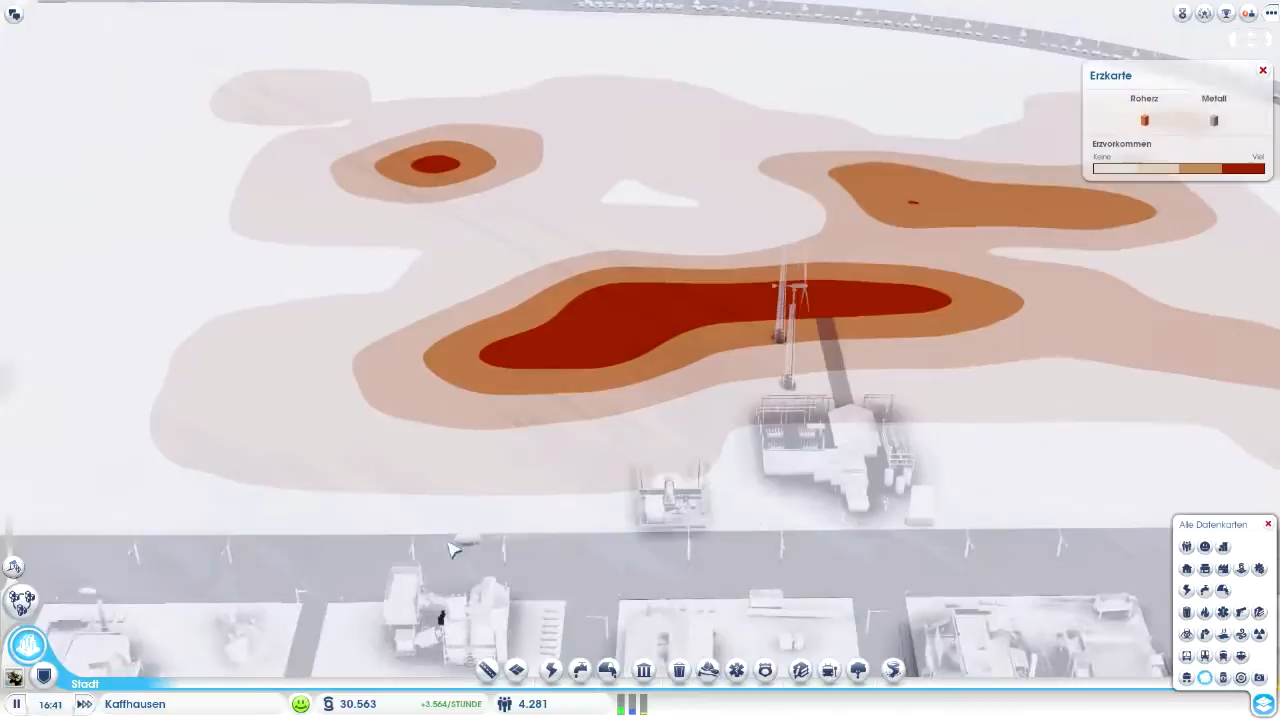 Erzkarte
Roherz Metall
Erzvorkommen
Keine Viel
Alle Datenkarten
Stadt
16:41 Kaffhausen 30.563 +3.564/STUNDE 4.281